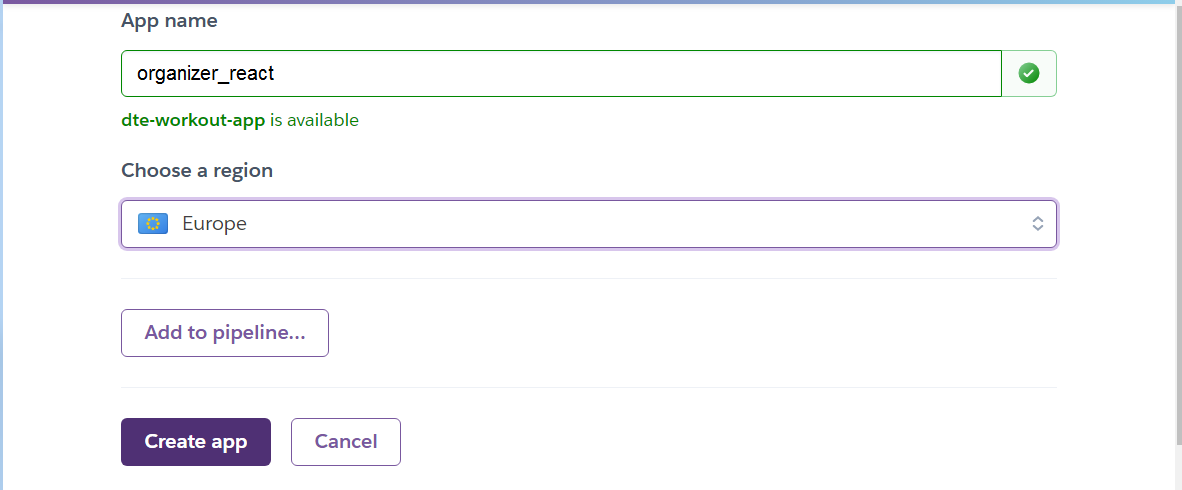 App name
organizer_react
dte-workout-app is available
Choose a region
Europe
Add to pipeline...
Create app
Cancel